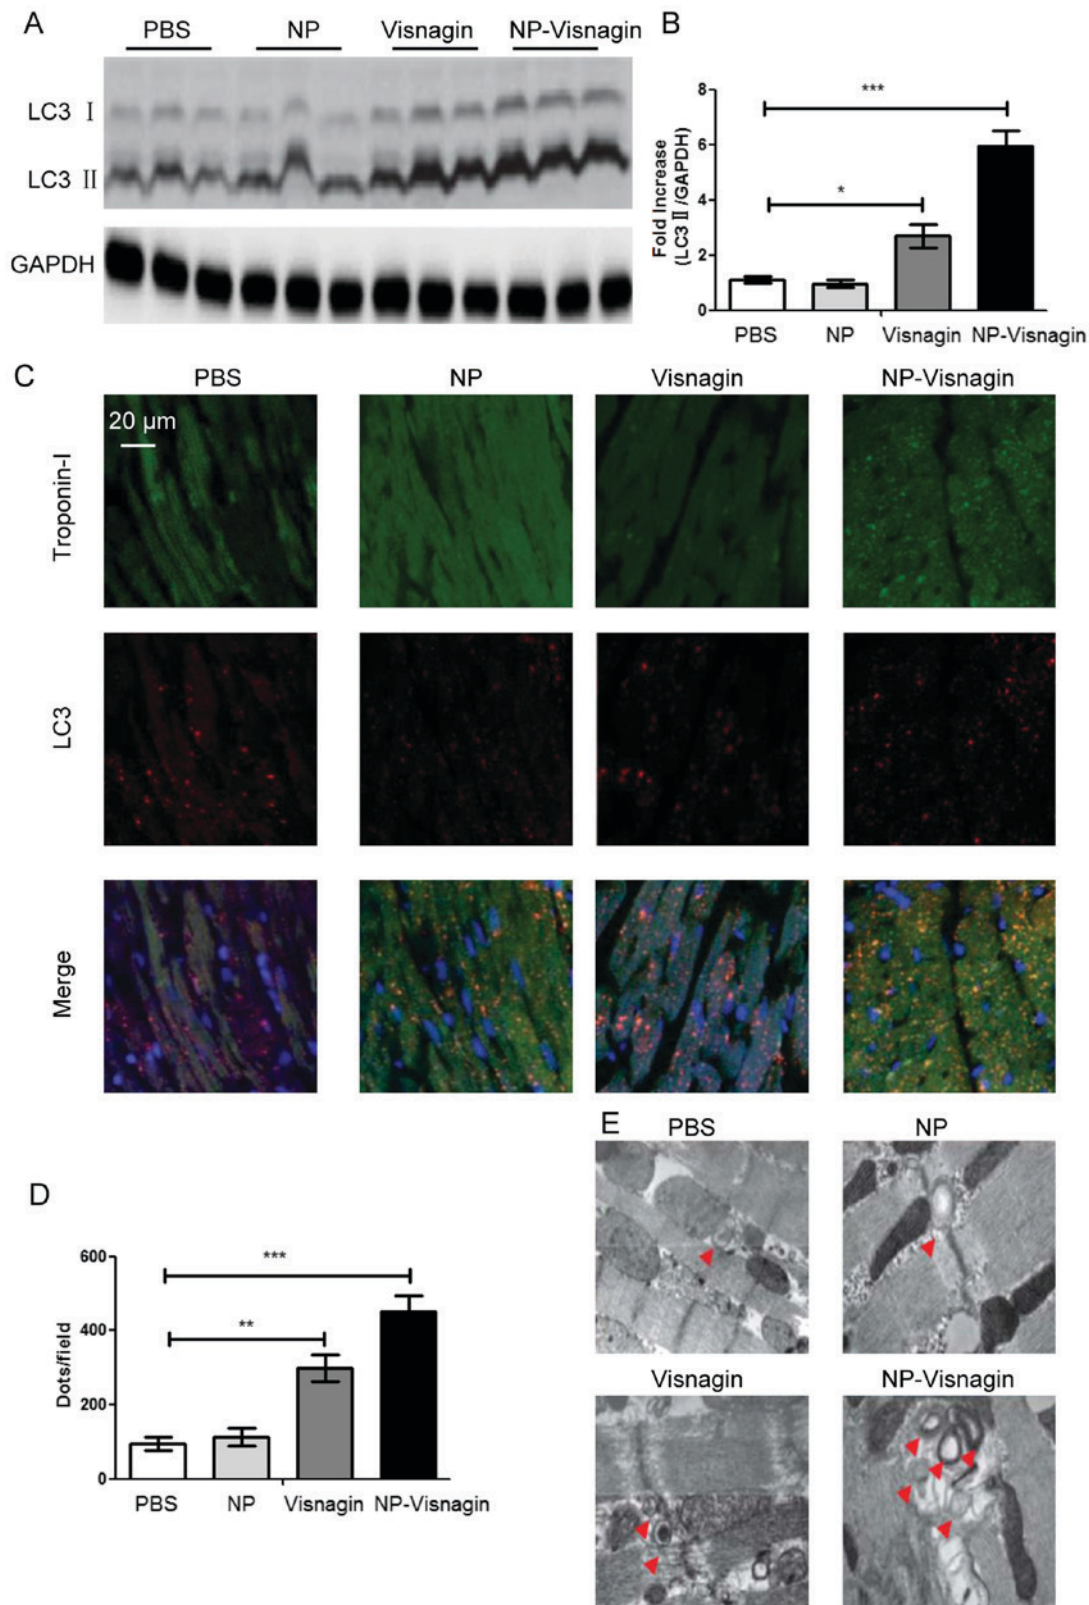 A
PBS NP Visnagin NP-Visnagin
LC3 Ⅰ
LC3 Ⅱ
GAPDH
B
Fold Increase
(LC3 Ⅱ/GAPDH)
8
6
4
2
0
***
*
PBS NP Visnagin NP-Visnagin
C
PBS NP Visnagin NP-Visnagin
20 μm
Troponin-I
LC3
Merge
D
Dots/field
600
400
200
0
***
**
PBS NP Visnagin NP-Visnagin
E
PBS NP
Visnagin NP-Visnagin